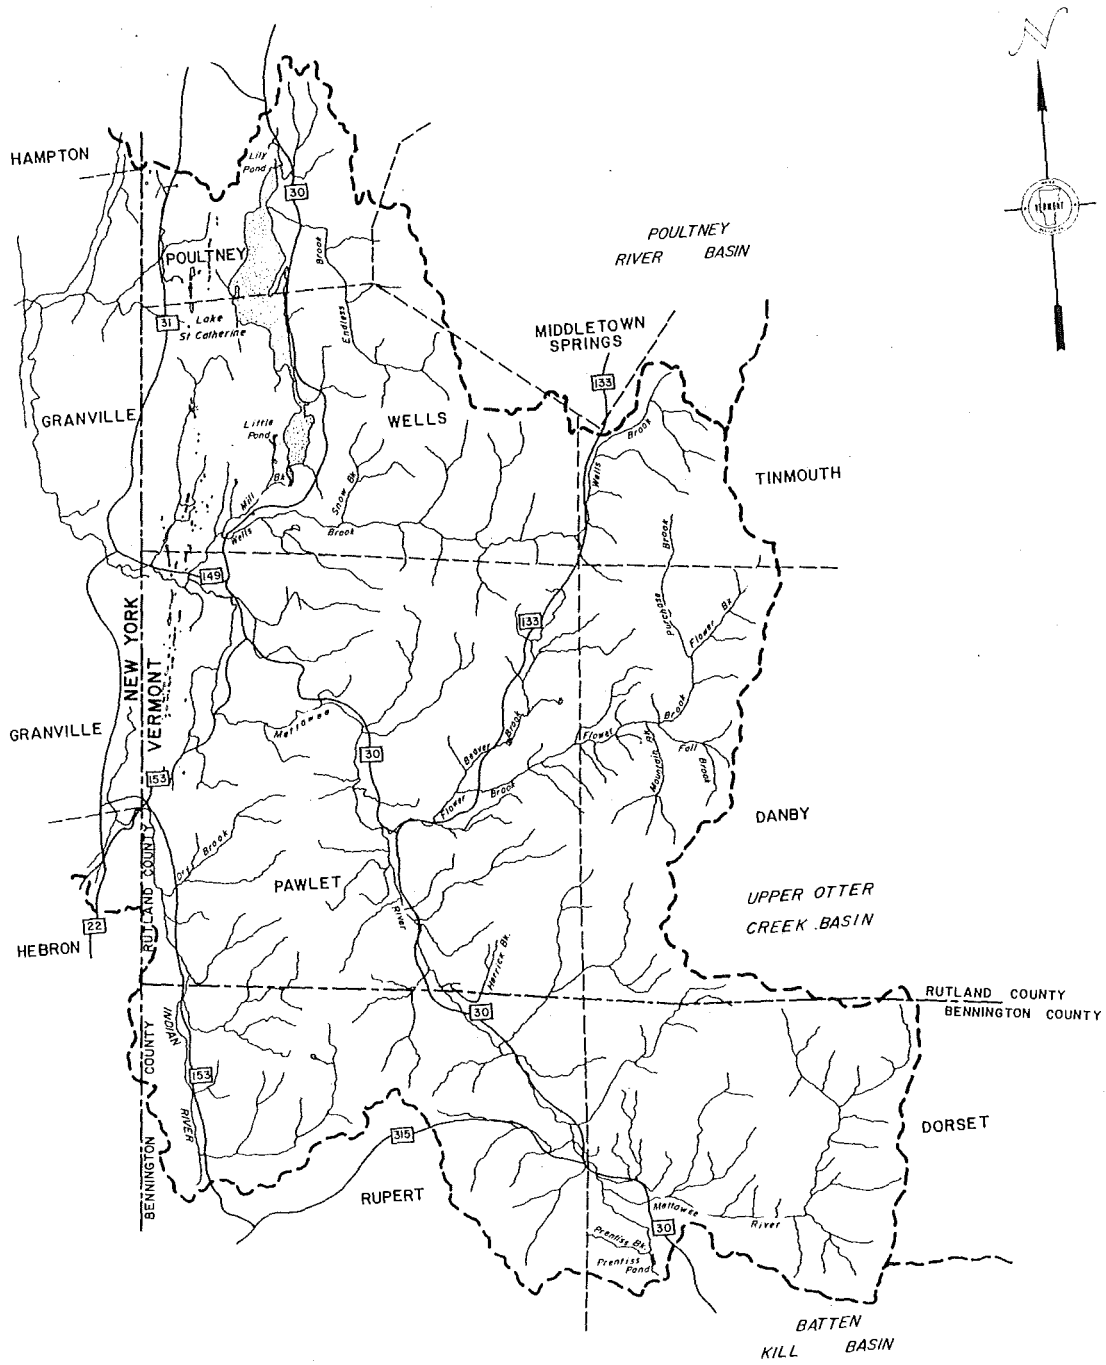 N
HAMPTON
Lily
Pond
30
VERMONT
POULTNEY
RIVER BASIN
POULTNEY
Brook
Endless
Lake
St Catherine
31
MIDDLETOWN
SPRINGS
133
GRANVILLE
WELLS
Little
Pond
Brook
Wells
TINMOUTH
Mill
Bk
Snow Bk
Wells
Brook
Purchase Brook
149
Flower Bk
133
NEW YORK
VERMONT
GRANVILLE
Mettowee
30
Beaver Brook
Flower
Brook
Mountain Bk
Fall
Brook
153
Flower
Brook
DANBY
Dry Brook
PAWLET
River
UPPER OTTER
CREEK BASIN
22
HEBRON
RUTLAND COUNTY
Herrick Bk.
RUTLAND COUNTY
BENNINGTON COUNTY
30
INDIAN
RIVER
BENNINGTON COUNTY
153
315
DORSET
RUPERT
Mettowee
River
30
Prentiss Bk.
Prentiss
Pond
BATTEN
KILL BASIN